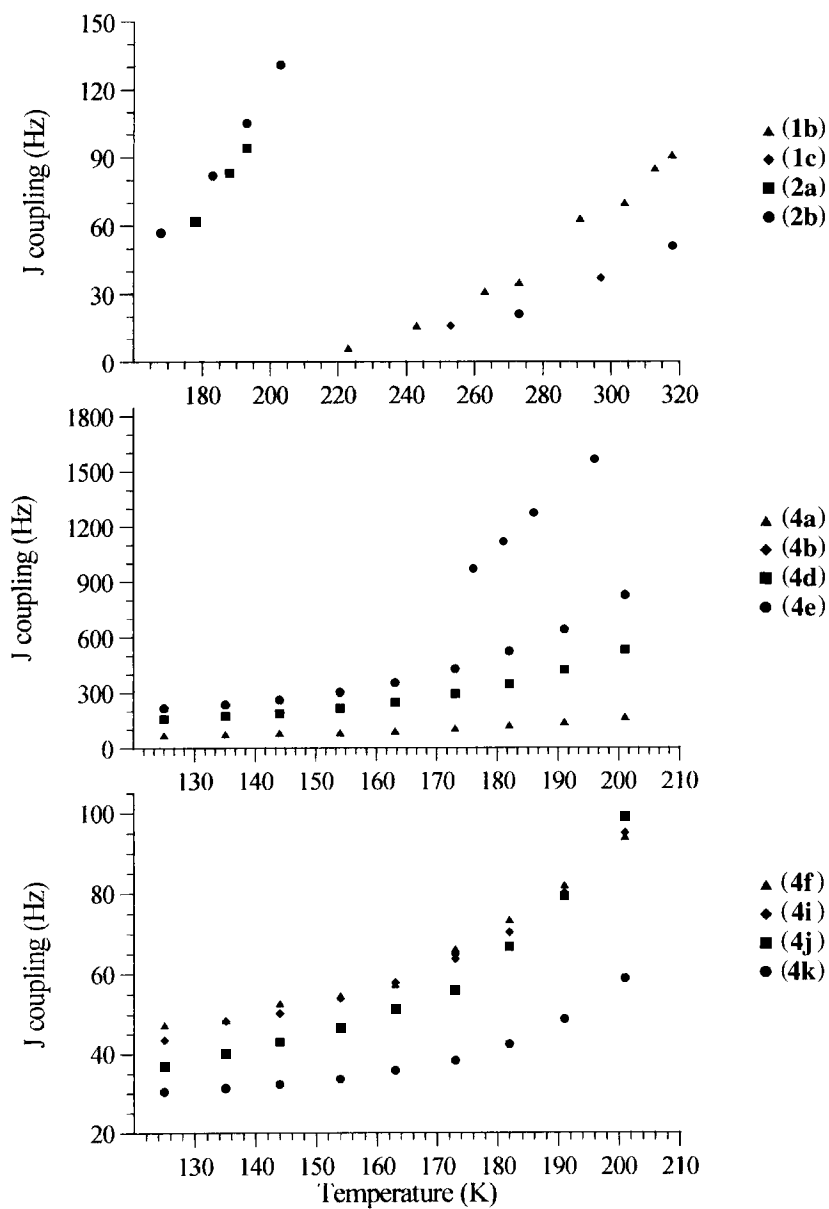 150
120
90
60
30
0
J coupling (Hz)
180 200 220 240 260 280 300 320
(1b)
(1c)
(2a)
(2b)
1800
1500
1200
900
600
300
0
J coupling (Hz)
130 140 150 160 170 180 190 200 210
(4a)
(4b)
(4d)
(4e)
100
80
60
40
20
J coupling (Hz)
130 140 150 160 170 180 190 200 210
Temperature (K)
(4f)
(4i)
(4j)
(4k)